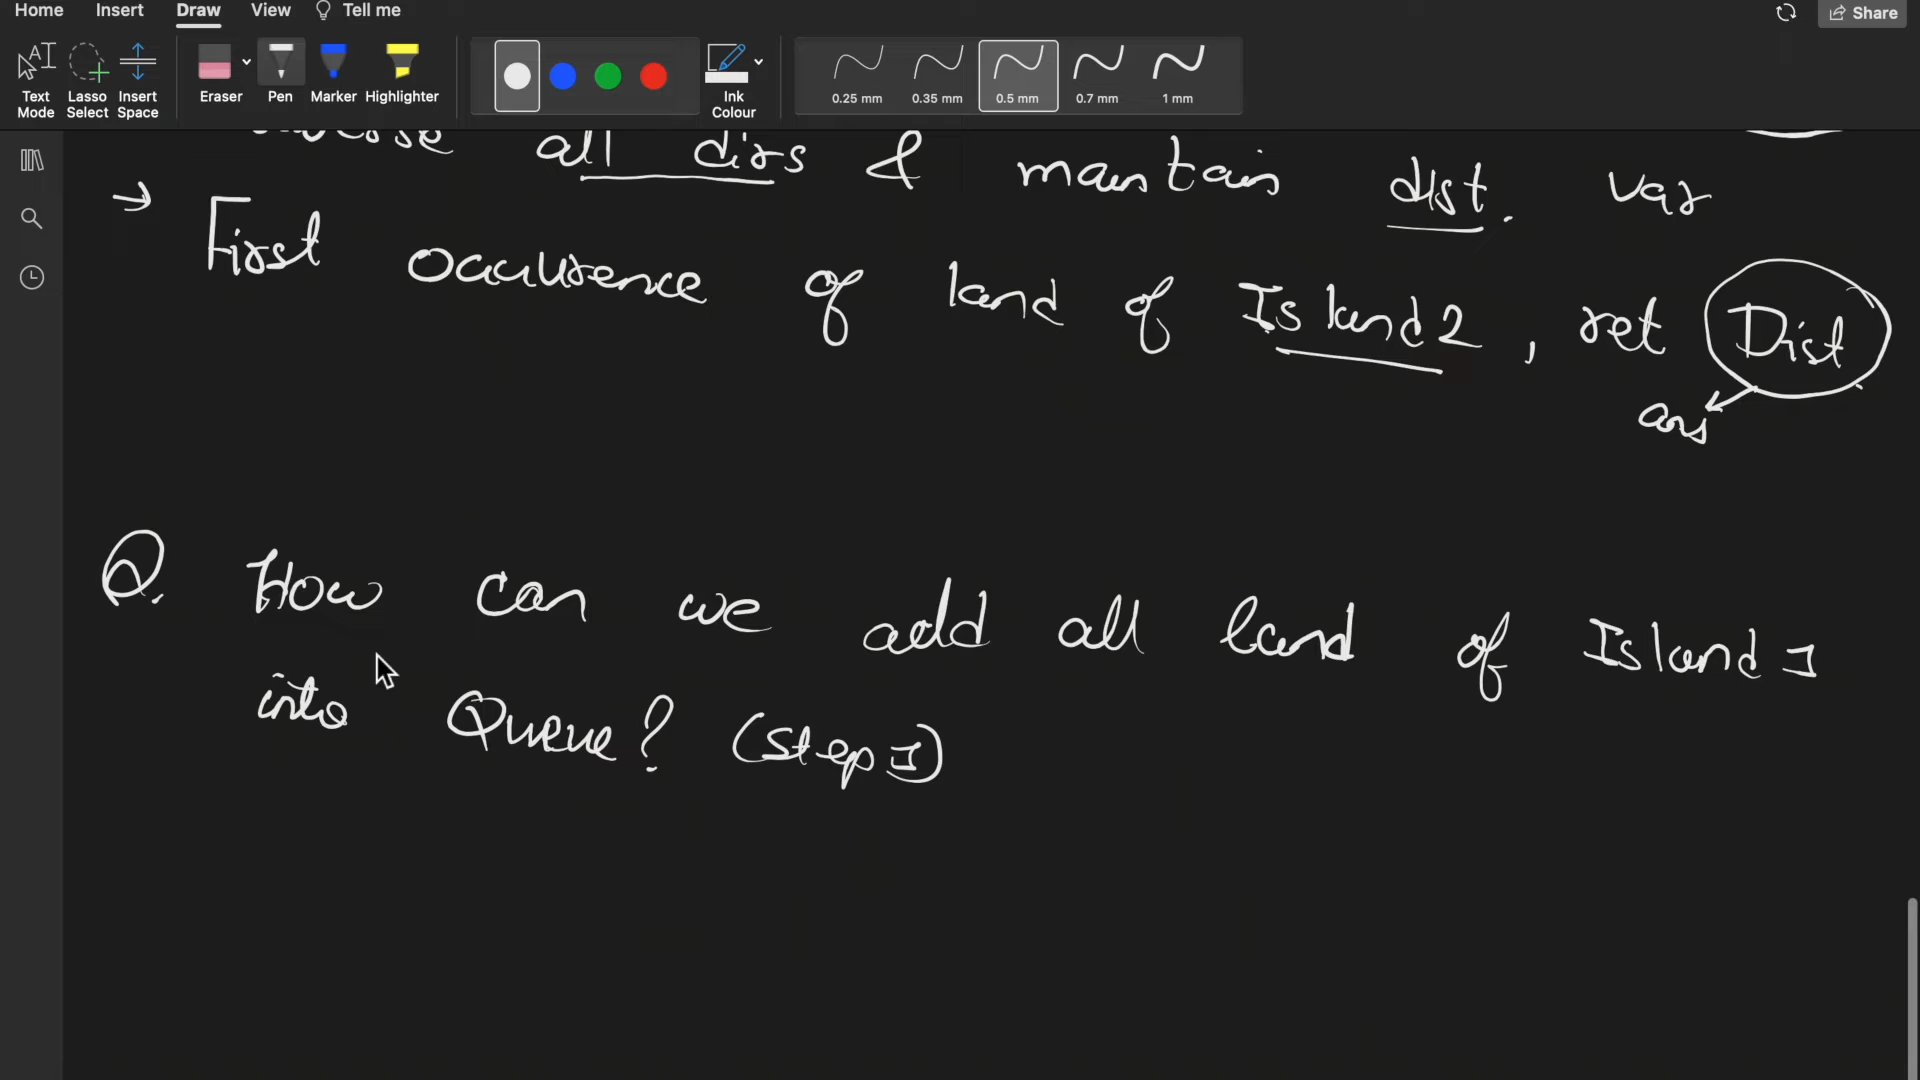 Home Insert Draw View Tell me Share
Text Mode Lasso Select Insert Space Eraser Pen Marker Highlighter Ink Colour 0.25 mm 0.35 mm 0.5 mm 0.7 mm 1 mm
all dirs & maintain dist. var
→ First occurence of land of Island 2, ret Dist.
ans
Q. How can we add all land of Island 1
into Queue? (Step 1)